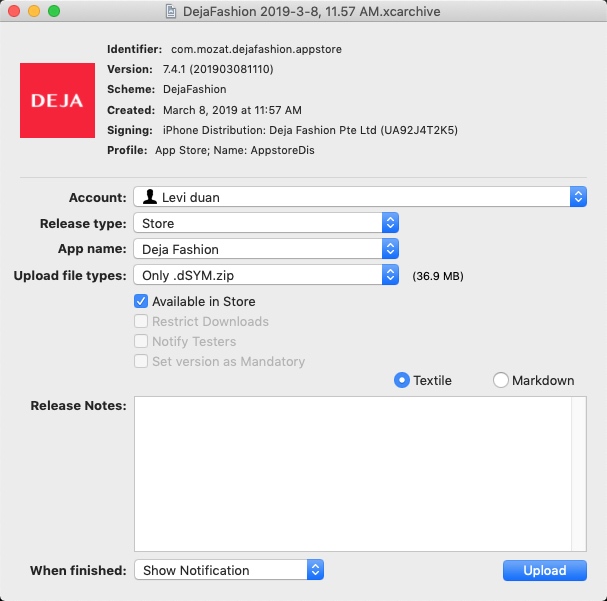 DejaFashion 2019-3-8, 11.57 AM.xcarchive
Identifier: com.mozat.dejafashion.appstore
Version: 7.4.1 (201903081110)
Scheme: DejaFashion
DEJA
Created: March 8, 2019 at 11:57 AM
Signing: iPhone Distribution: Deja Fashion Pte Ltd (UA92J4T2K5)
Profile: App Store; Name: AppstoreDis
Account: Levi duan
Release type: Store
App name: Deja Fashion
Upload file types: Only .dSYM.zip (36.9 MB)
Available in Store
Restrict Downloads
Notify Testers
Set version as Mandatory
Textile Markdown
Release Notes:
When finished: Show Notification Upload